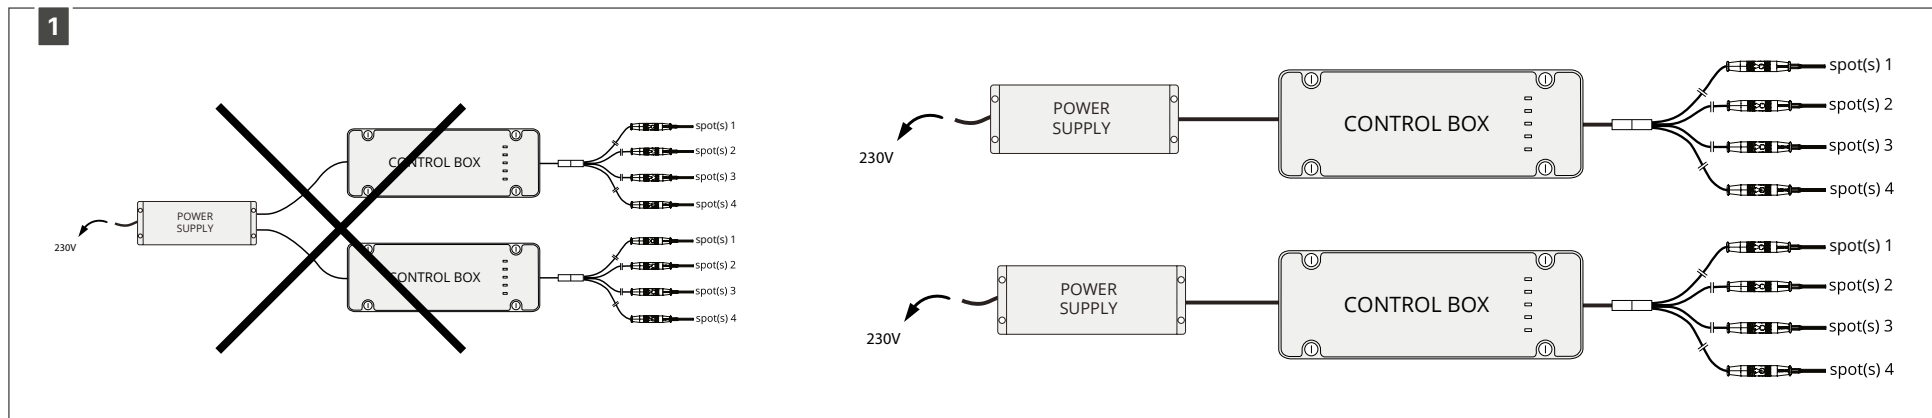 1
CONTROL BOX
spot(s) 1
spot(s) 2
spot(s) 3
spot(s) 4
POWER
SUPPLY
230V
CONTROL BOX
spot(s) 1
spot(s) 2
spot(s) 3
spot(s) 4
POWER
SUPPLY
230V
CONTROL BOX
spot(s) 1
spot(s) 2
spot(s) 3
spot(s) 4
POWER
SUPPLY
230V
CONTROL BOX
spot(s) 1
spot(s) 2
spot(s) 3
spot(s) 4